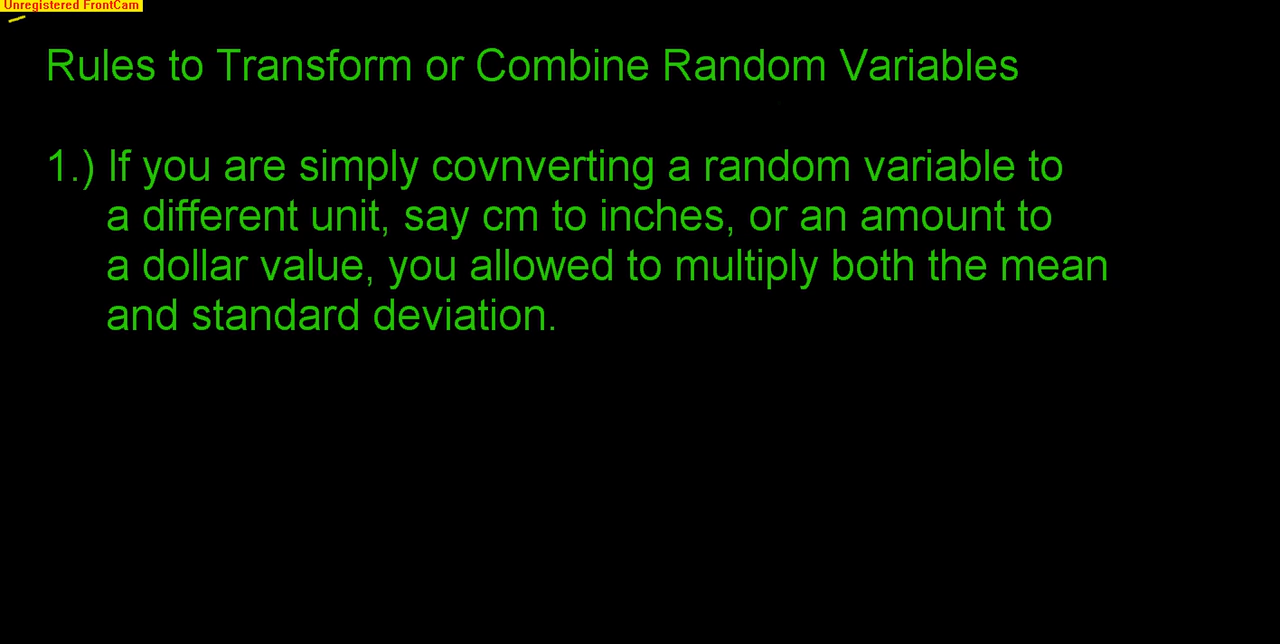 Unregistered FrontCam
Rules to Transform or Combine Random Variables
1.) If you are simply covnverting a random variable to
a different unit, say cm to inches, or an amount to
a dollar value, you allowed to multiply both the mean
and standard deviation.